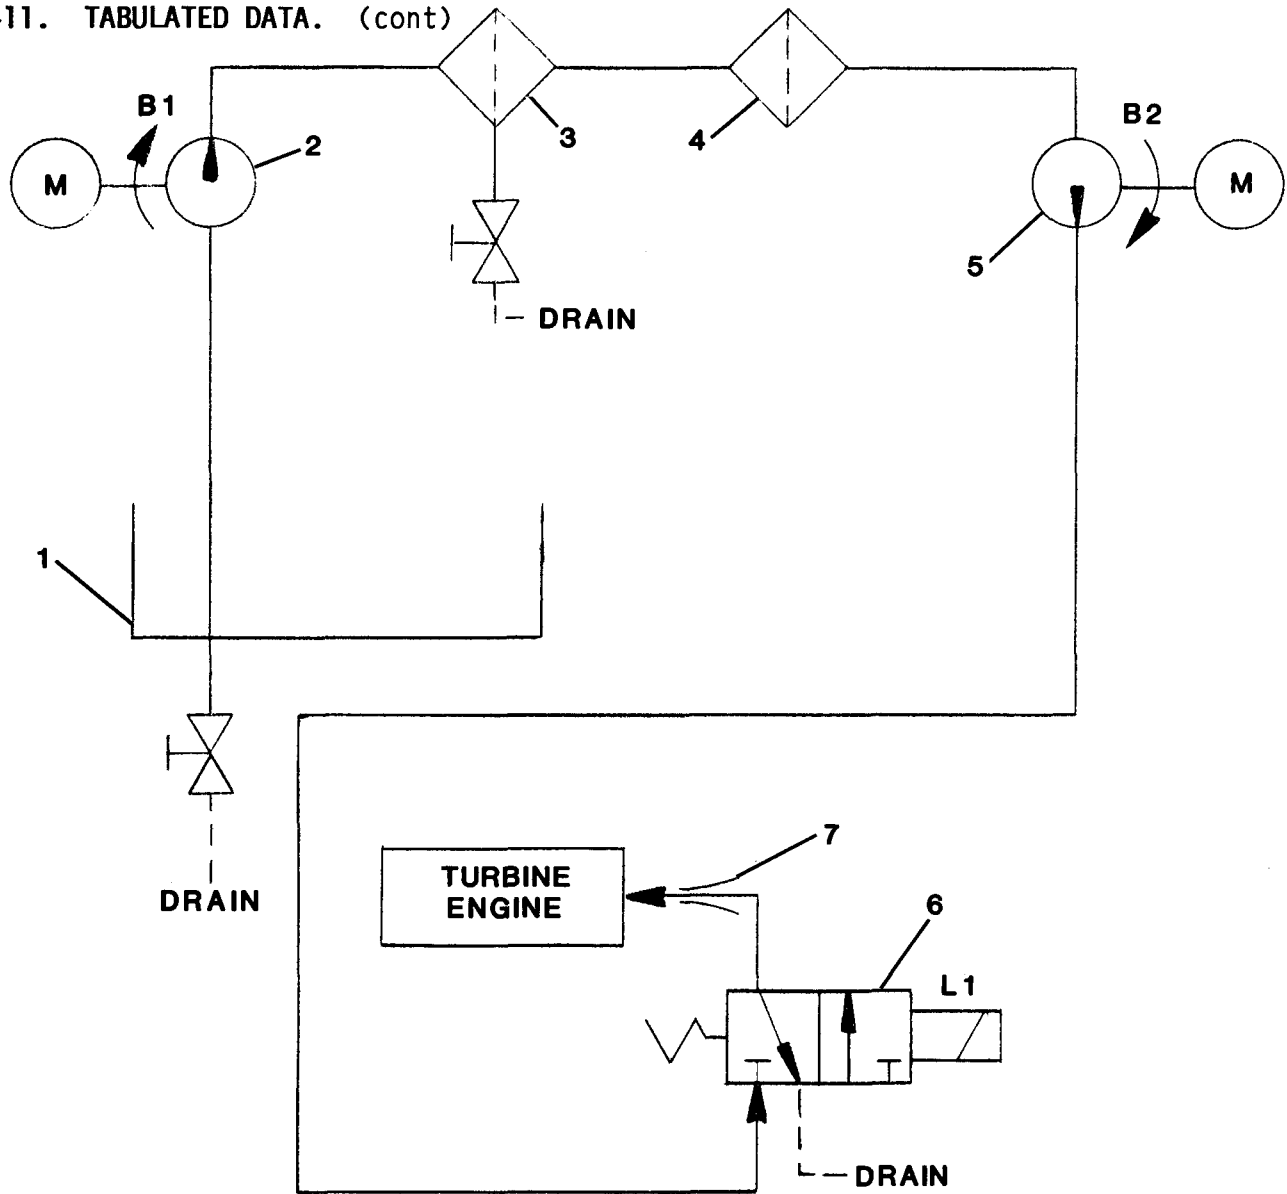 -11. TABULATED DATA. (cont)
B1
B2
M
2
3
4
5
M
DRAIN
1
DRAIN
TURBINE
ENGINE
7
6
L1
DRAIN